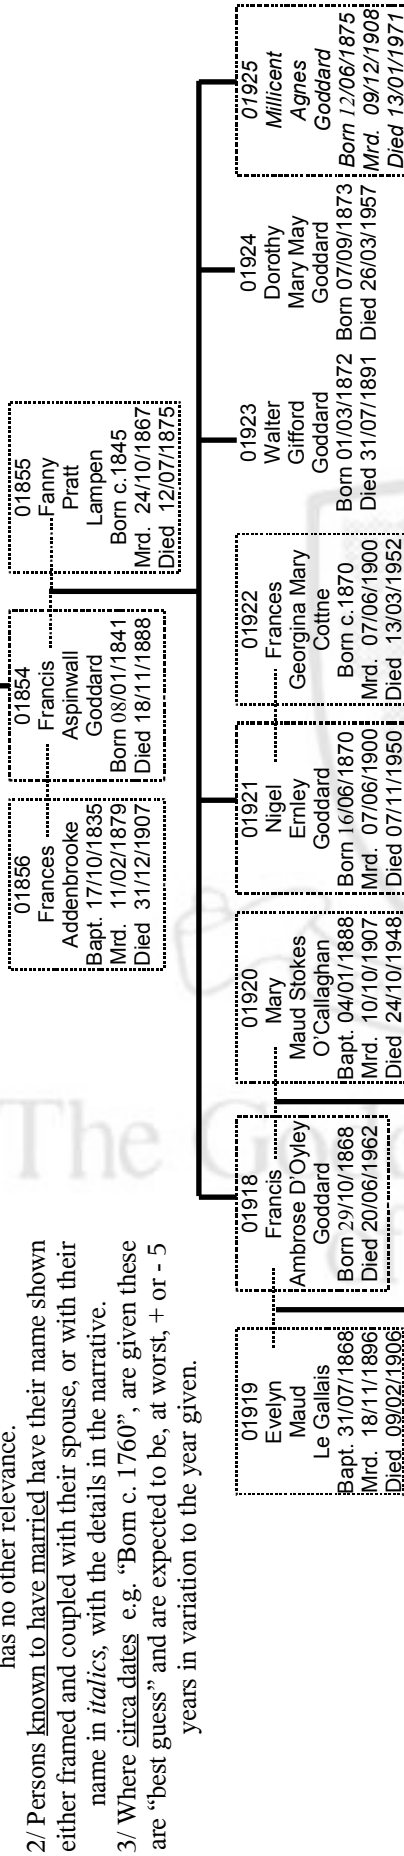 has no other relevance.
2/ Persons known to have married have their name shown
either framed and coupled with their spouse, or with their
name in italics, with the details in the narrative.
3/ Where circa dates e.g. “Born c. 1760”, are given these
are “best guess” and are expected to be, at worst, + or - 5
years in variation to the year given.
01856
Frances
Addenbrooke
Bapt. 17/10/1835
Mrd. 11/02/1879
Died 31/12/1907
01854
Francis
Aspinwall
Goddard
Born 08/01/1841
Died 18/11/1888
01855
Fanny
Pratt
Lampen
Born c.1845
Mrd. 24/10/1867
Died 12/07/1875
01919
Evelyn
Maud
Le Gallais
Bapt. 31/07/1868
Mrd. 18/11/1896
Died 09/02/1906
01918
Francis
Ambrose D’Oyley
Goddard
Born 29/10/1868
Died 20/06/1962
01920
Mary
Maud Stokes
O’Callaghan
Bapt. 04/01/1888
Mrd. 10/10/1907
Died 24/10/1948
01921
Nigel
Ernley
Goddard
Born 16/06/1870
Mrd. 07/06/1900
Died 07/11/1950
01922
Frances
Georgina Mary
Cottne
Born c.1870
Mrd. 07/06/1900
Died 13/03/1952
01923
Walter
Gifford
Goddard
Born 01/03/1872
Died 31/07/1891
01924
Dorothy
Mary May
Goddard
Born 07/09/1873
Died 26/03/1957
01925
Millicent
Agnes
Goddard
Born 12/06/1875
Mrd. 09/12/1908
Died 13/01/1971
The